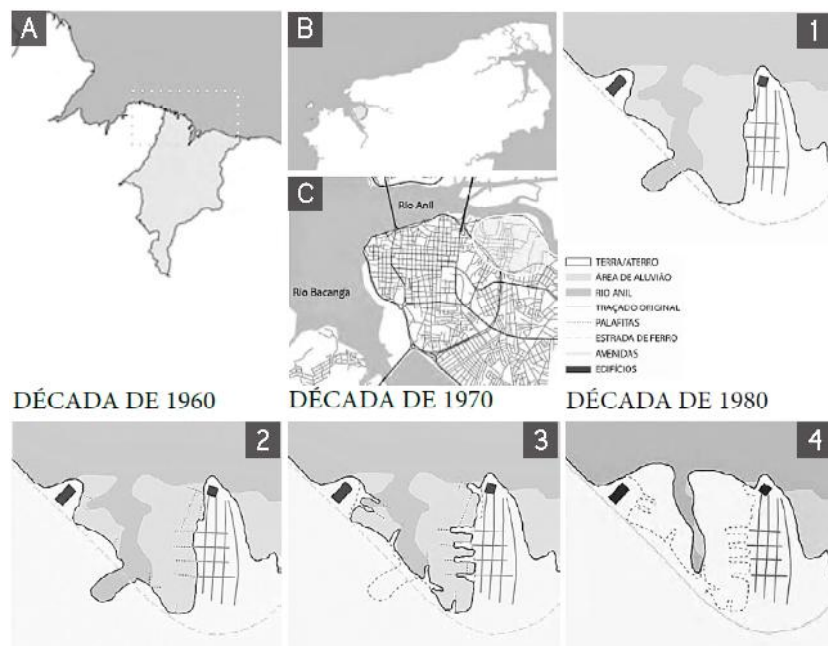 A
B
1
C
Rio Anil
Rio Bacanga
TERRA/ATERRO
ÁREA DE ALUVIÃO
RIO ANIL
TRAÇADO ORIGINAL
PALAFITAS
ESTRADA DE FERRO
AVENIDAS
EDIFÍCIOS
DÉCADA DE 1960
DÉCADA DE 1970
DÉCADA DE 1980
2
3
4